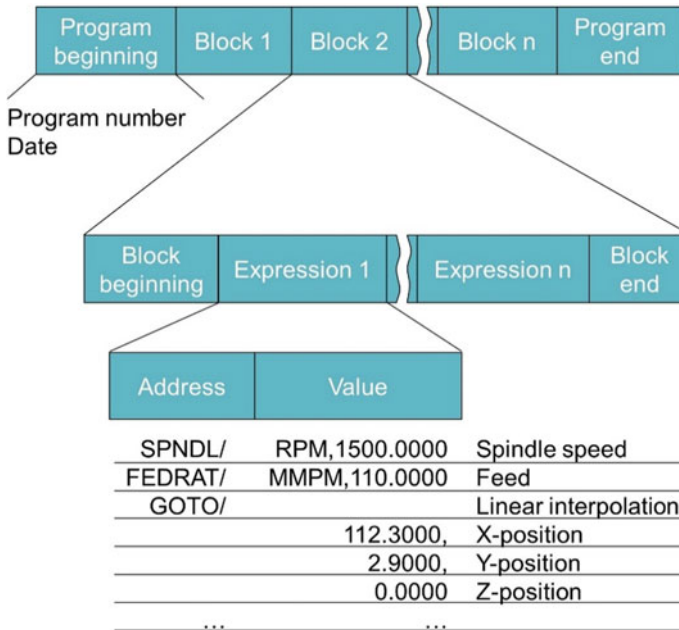 Program beginning
Block 1
Block 2
Block n
Program end
Program number
Date
Block beginning
Expression 1
Expression n
Block end
Address
Value
SPNDL/ RPM,1500.0000 Spindle speed
FEDRAT/ MMPM,110.0000 Feed
GOTO/ Linear interpolation
112.3000, X-position
2.9000, Y-position
0.0000 Z-position
... ...